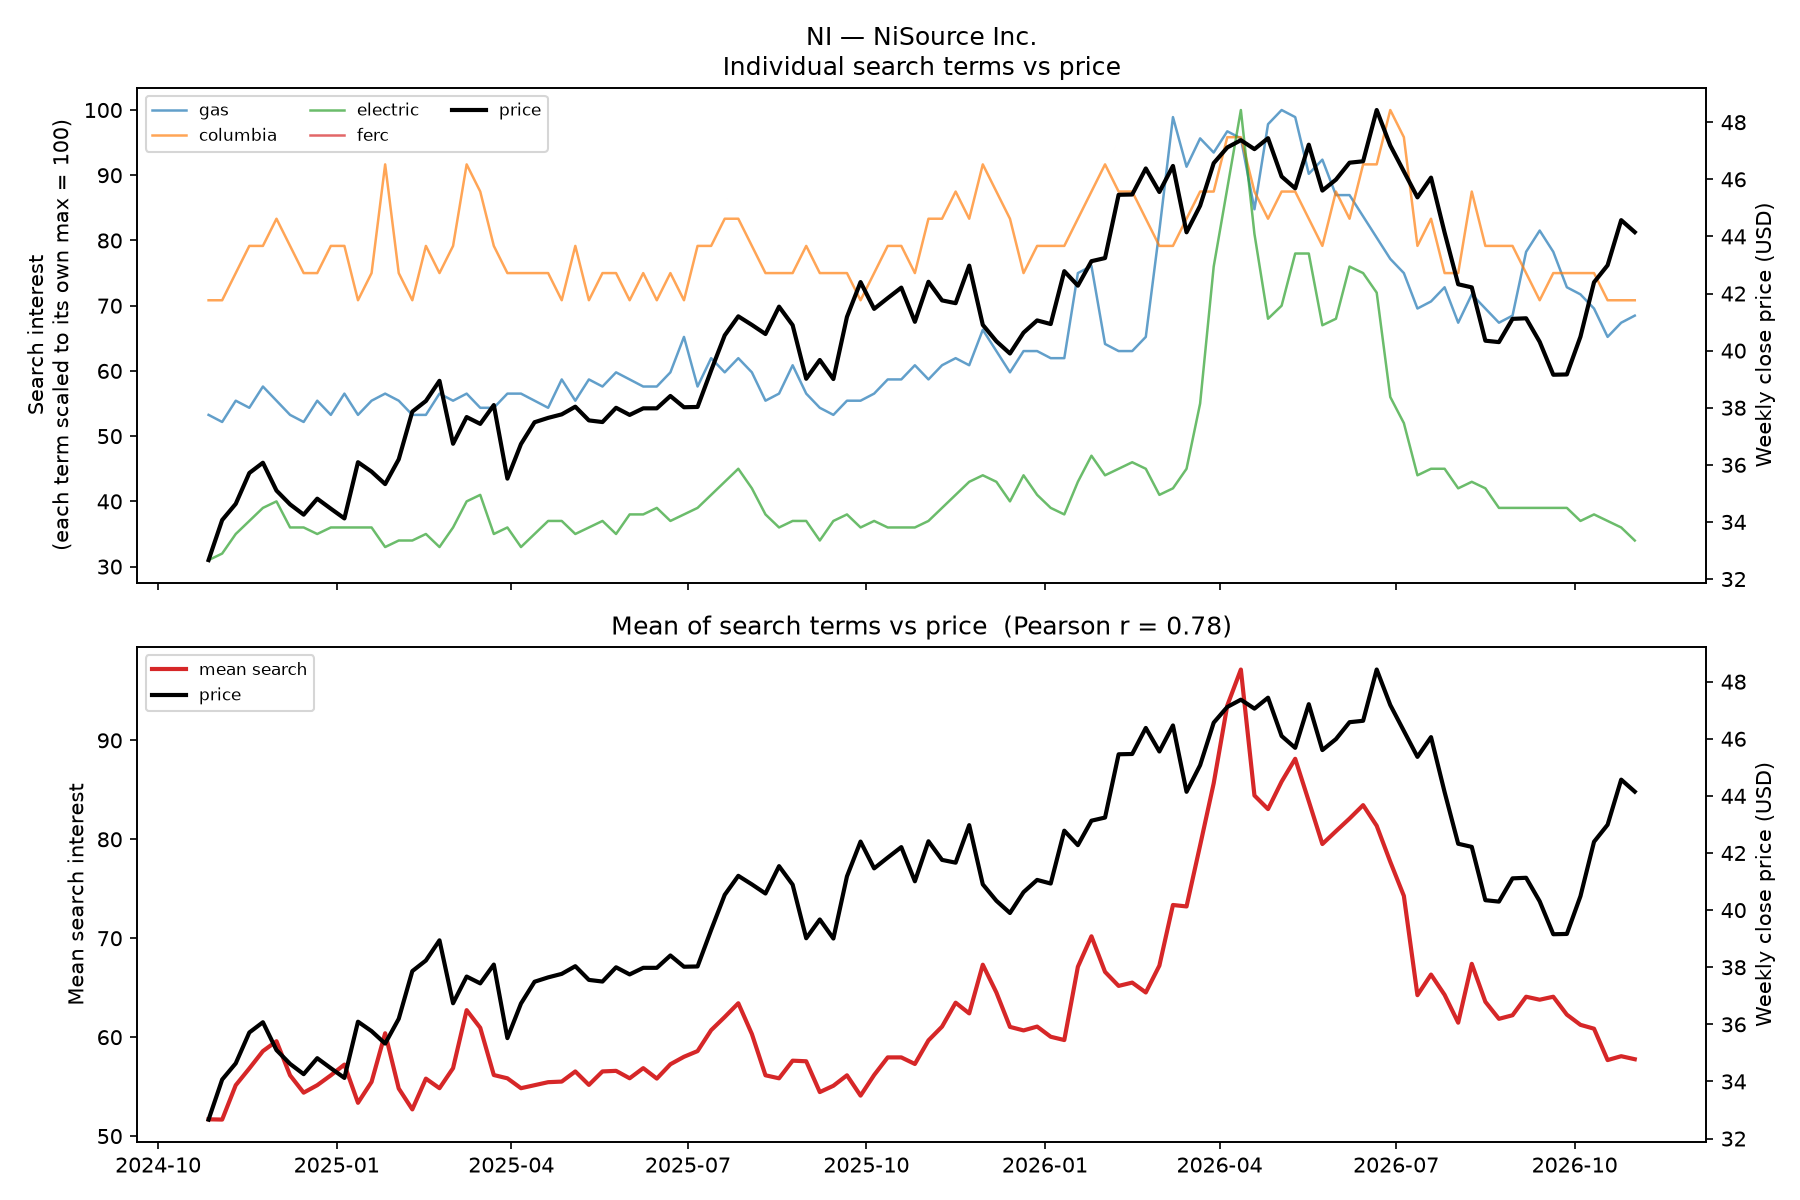 NI — NiSource Inc.
Individual search terms vs price
gas
columbia
electric
ferc
price
Search interest
(each term scaled to its own max = 100)
100
90
80
70
60
50
40
30
48
46
44
42
40
38
36
34
32
Weekly close price (USD)
Mean of search terms vs price (Pearson r = 0.78)
mean search
price
Mean search interest
90
80
70
60
50
48
46
44
42
40
38
36
34
32
Weekly close price (USD)
2024-10
2025-01
2025-04
2025-07
2025-10
2026-01
2026-04
2026-07
2026-10